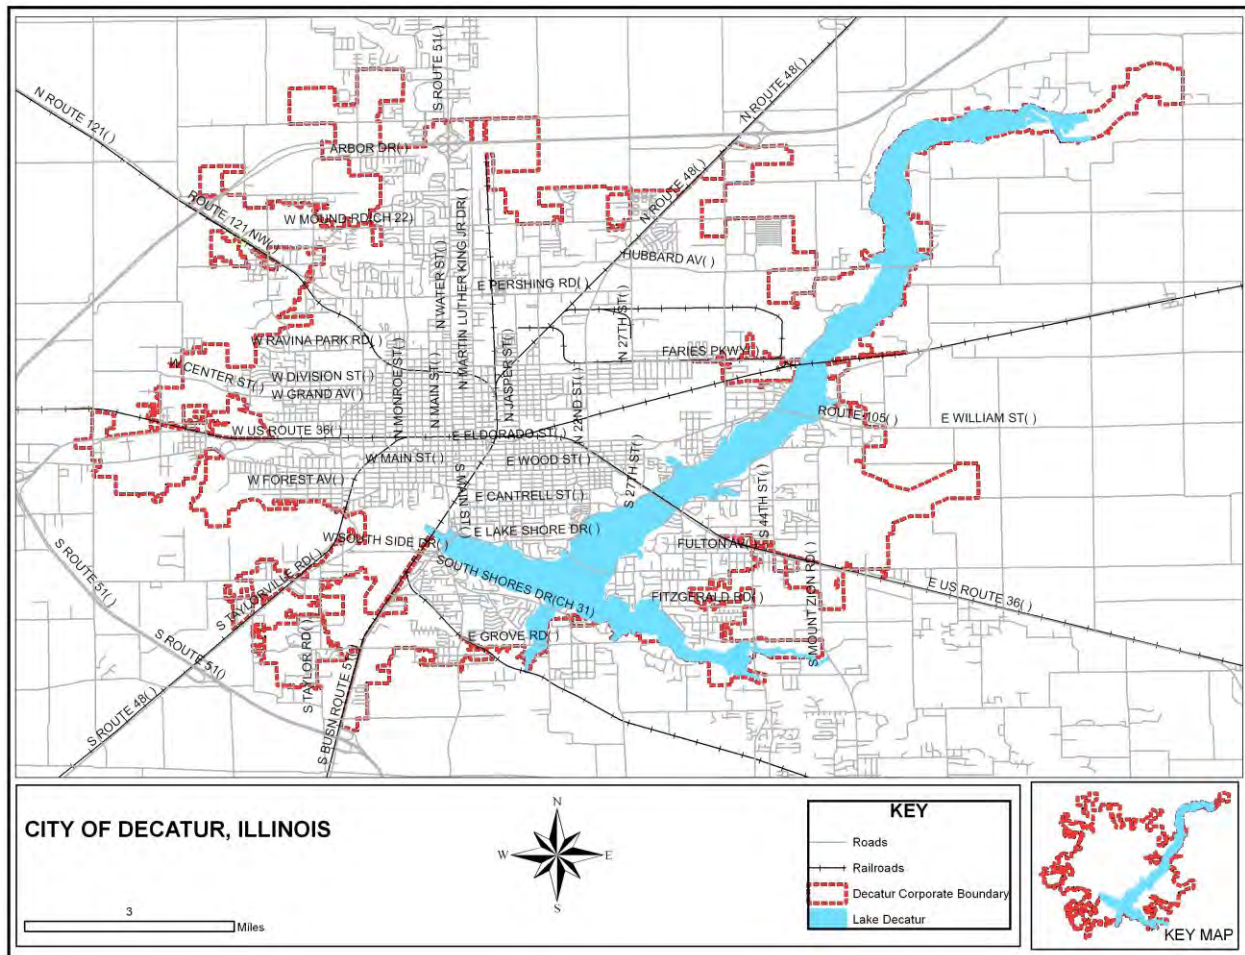 S ROUTE 51( )
N ROUTE 48( )
N ROUTE 121( )
ARBOR DR( )
N ROUTE 48( )
ROUTE 121 NW( )
W MOUND RD(CH 22)
N WATER ST( )
N MARTIN LUTHER KING JR DR( )
HUBBARD AV( )
E PERSHING RD( )
N 27TH ST( )
W RAVINA PARK RD( )
FARIES PKWY( )
W CENTER ST( )
W DIVISION ST( )
W GRAND AV( )
N MONROE ST( )
N MAIN ST( )
N JASPER ST( )
N 22ND ST( )
ROUTE 105( )
E WILLIAM ST( )
W US ROUTE 36( )
E ELDORADO ST( )
W MAIN ST( )
E WOOD ST( )
W FOREST AV( )
S MAIN ST( )
E CANTRELL ST( )
S 27TH ST( )
S 44TH ST( )
E LAKE SHORE DR( )
W SOUTH SIDE DR( )
FULTON AV( )
S ROUTE 51( )
S TAYLORVILLE RD( )
SOUTH SHORES DR(CH 31)
FITZGERALD RD( )
S MOUNT ZION RD( )
E US ROUTE 36( )
E GROVE RD( )
S ROUTE 51()
S TAYLOR RD( )
S ROUTE 48( )
S BUSN ROUTE 51( )
CITY OF DECATUR, ILLINOIS
3
Miles
N
W
E
S
KEY
Roads
Railroads
Decatur Corporate Boundary
Lake Decatur
KEY MAP